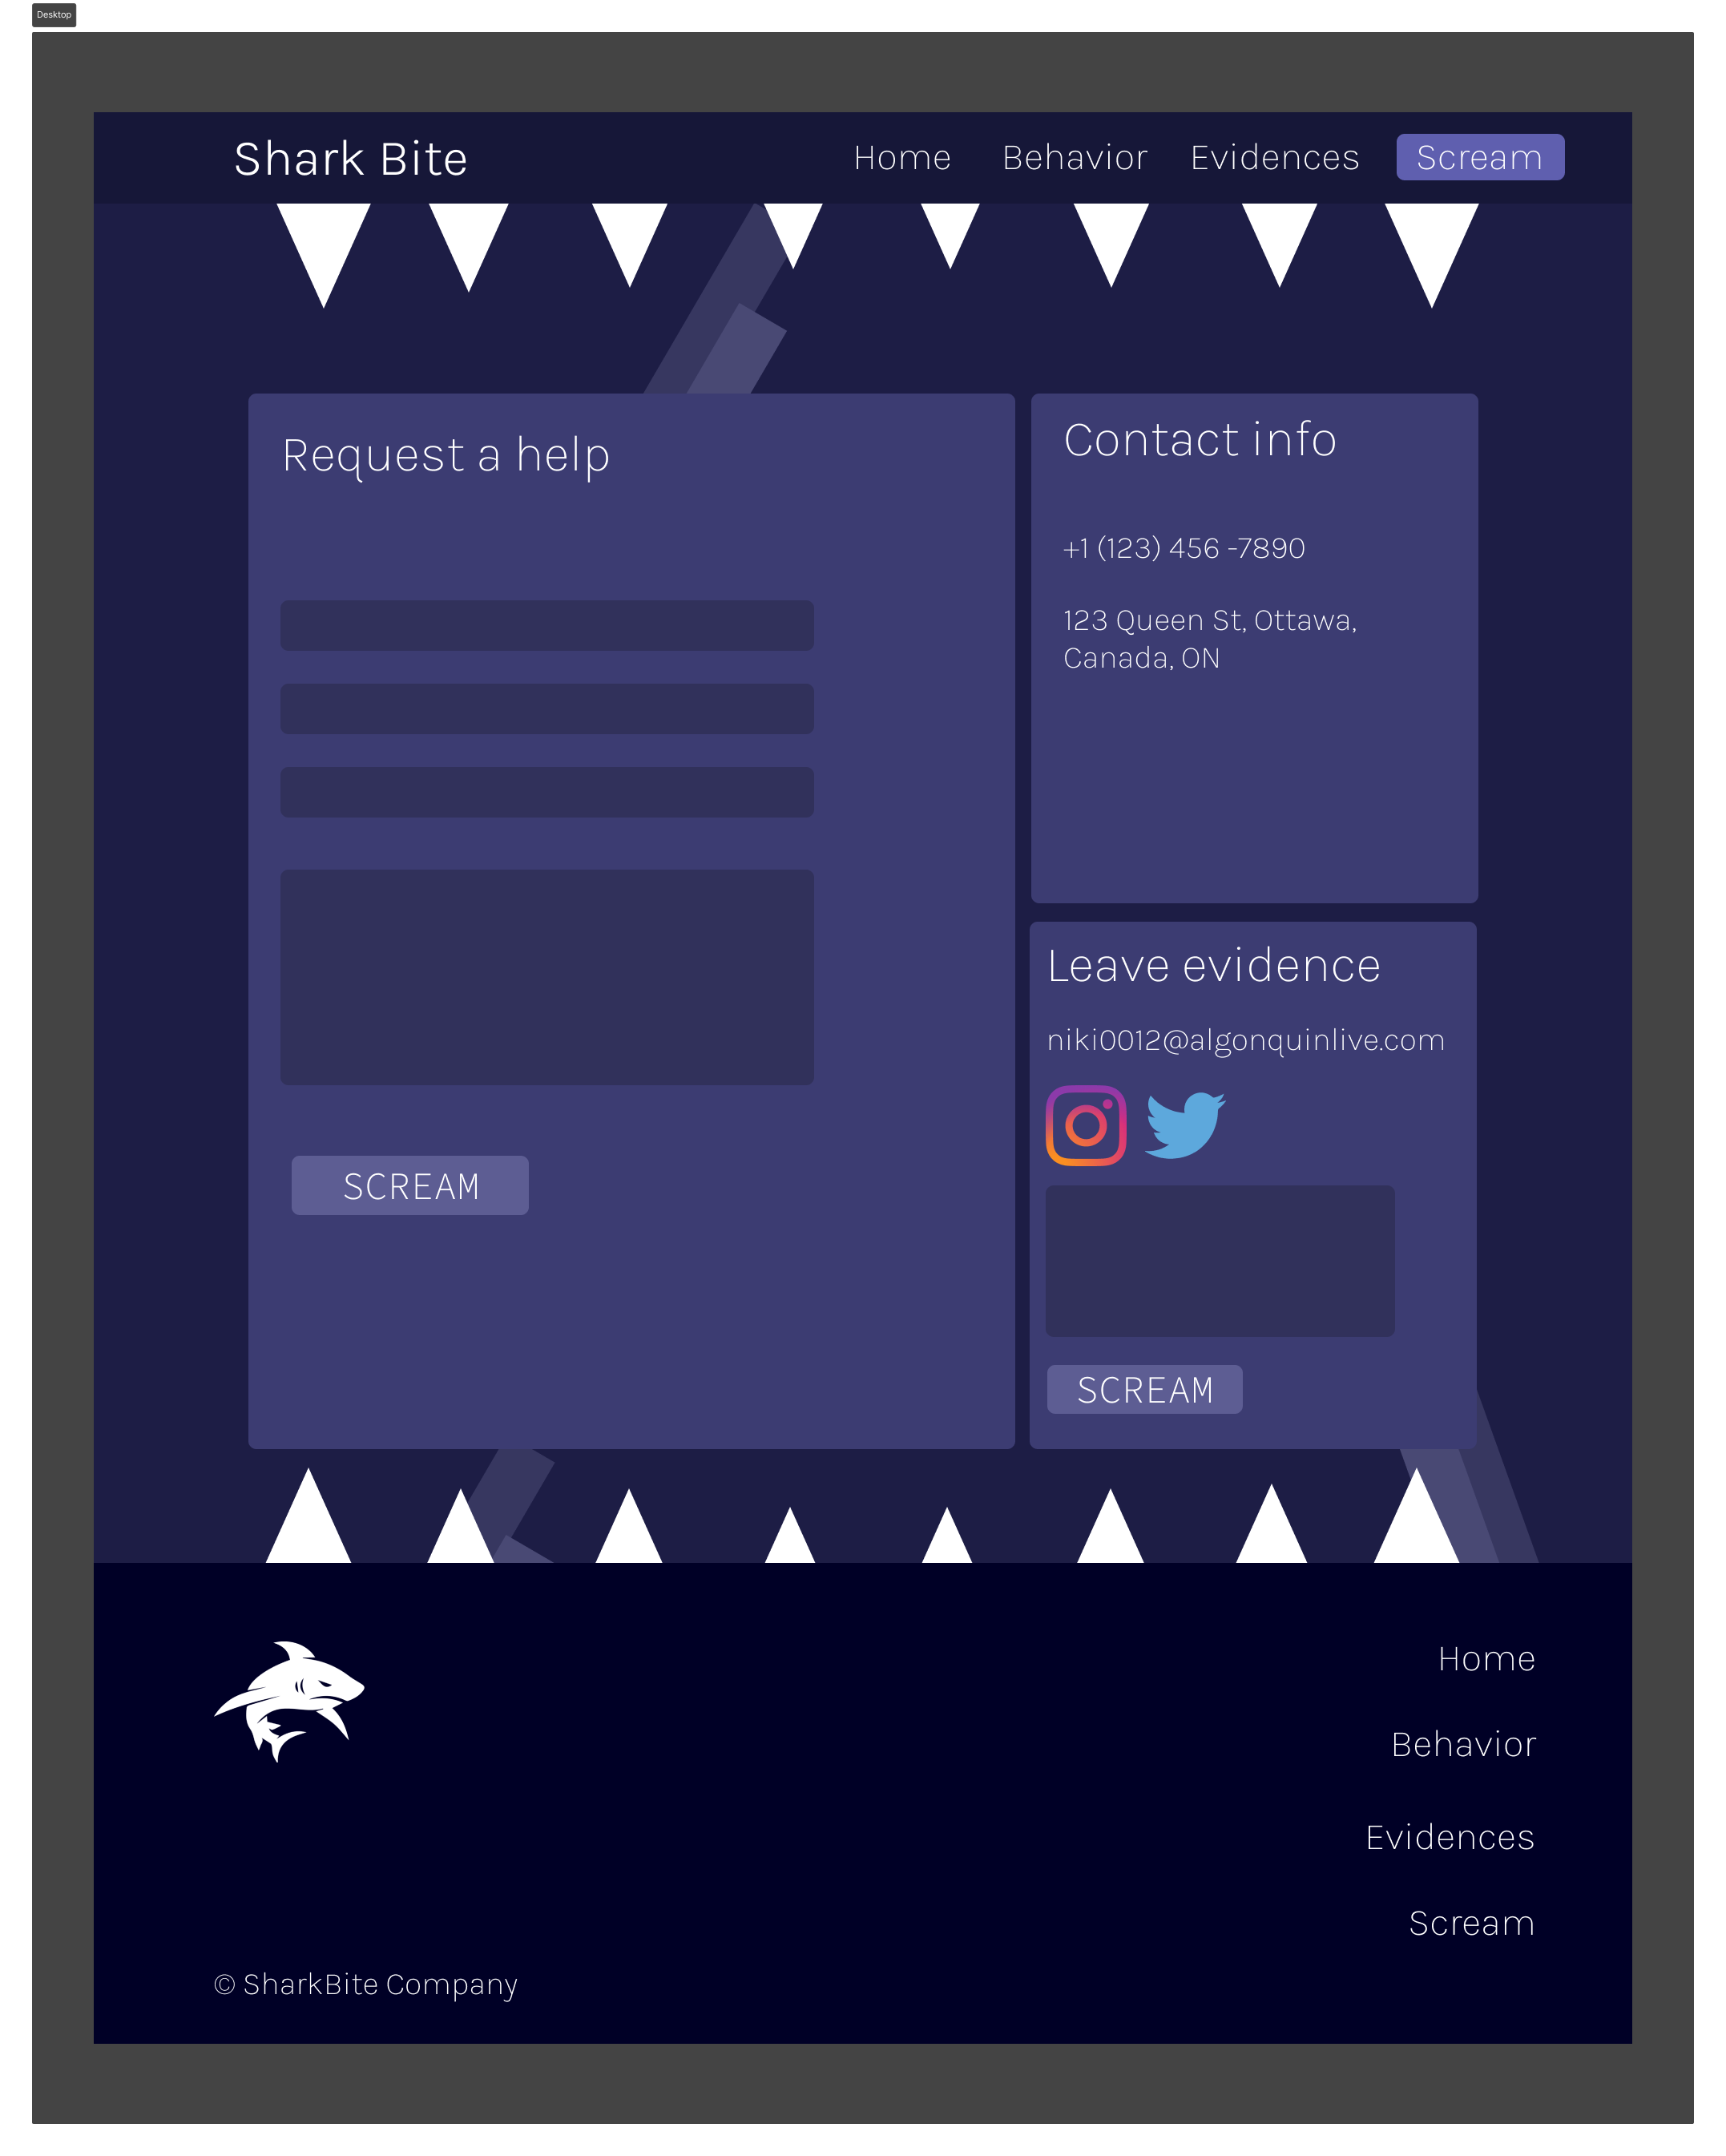 Desktop
Shark Bite
Home
Behavior
Evidences
Scream
Request a help
SCREAM
Contact info
+1 (123) 456 -7890
123 Queen St, Ottawa,
Canada, ON
Leave evidence
niki0012@algonquinlive.com
SCREAM
Home
Behavior
Evidences
Scream
© SharkBite Company